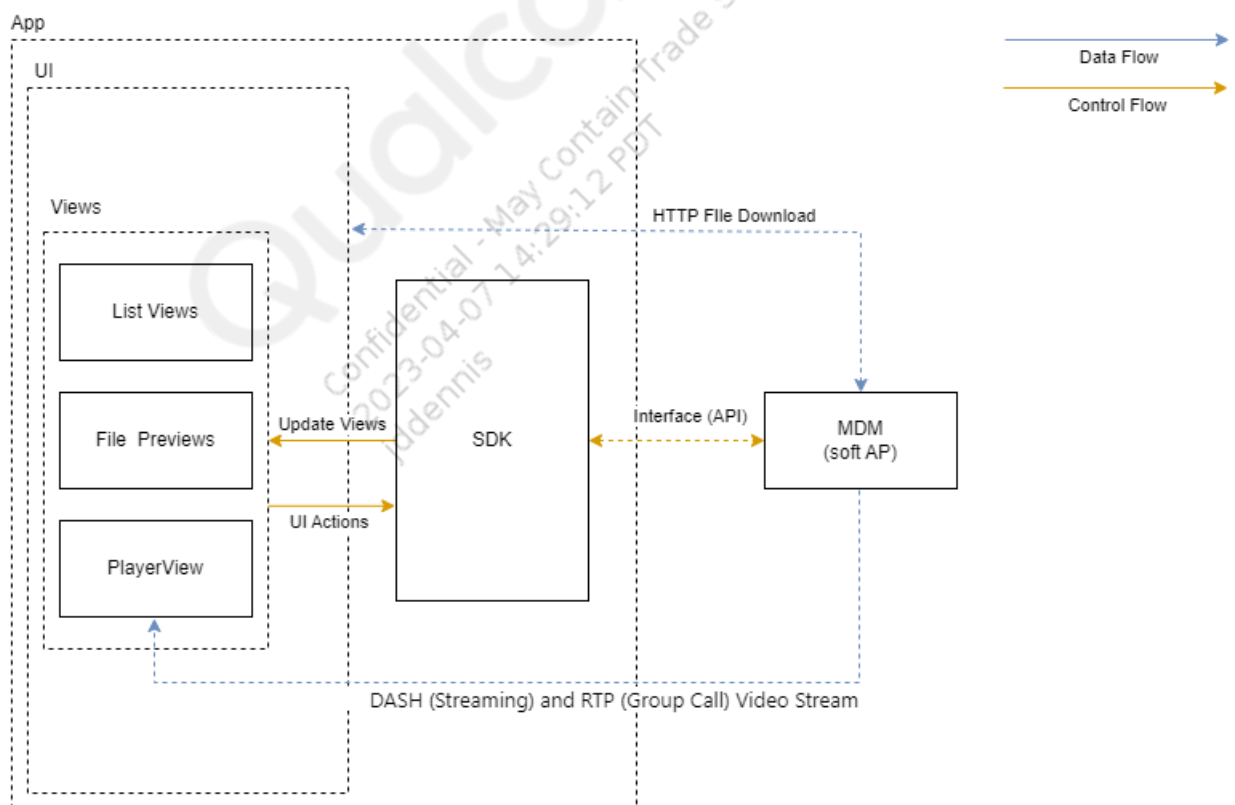 App
UI
Data Flow
Control Flow
Views
HTTP FIle Download
List Views
Update Views
File Previews
SDK
Interface (API)
MDM
(soft AP)
UI Actions
PlayerView
DASH (Streaming) and RTP (Group Call) Video Stream
Confidential - May Contain Trade
2023-04-07 14:29:12 PDT
jddennis